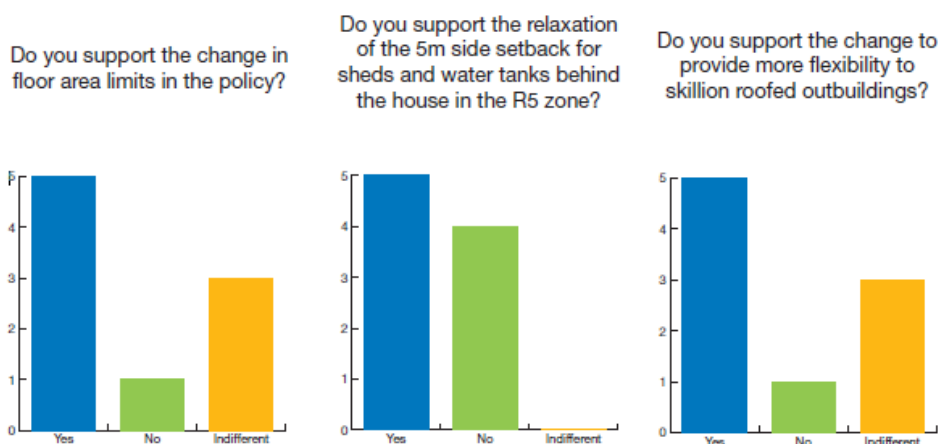 Do you support the change in
floor area limits in the policy?
5
4
3
2
1
0
Yes No Indifferent
Do you support the relaxation
of the 5m side setback for
sheds and water tanks behind
the house in the R5 zone?
5
4
3
2
1
0
Yes No Indifferent
Do you support the change to
provide more flexibility to
skillion roofed outbuildings?
5
4
3
2
1
0
Yes No Indifferent